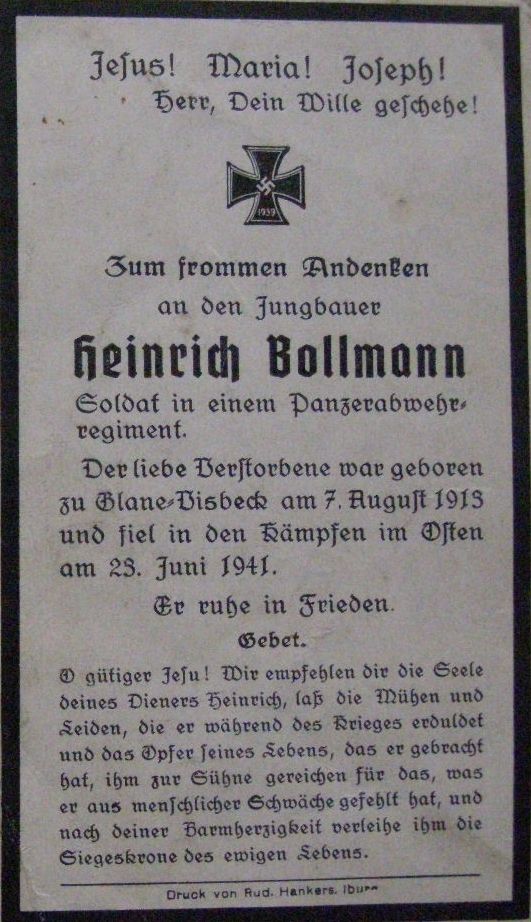 Jesus! Maria! Joseph!
Herr, Dein Wille geschehe!
1939
Zum frommen Andenken
an den Jungbauer
Heinrich Bollmann
Soldat in einem Panzerabwehr-
regiment.
Der liebe Verstorbene war geboren
zu Glane-Visbeck am 7. August 1913
und fiel in den Kämpfen im Osten
am 23. Juni 1941.
Er ruhe in Frieden.
Gebet.
O gütiger Jesu! Wir empfehlen dir die Seele
deines Dieners Heinrich, laß die Mühen und
Leiden, die er während des Krieges erduldet
und das Opfer seines Lebens, das er gebracht
hat, ihm zur Sühne gereichen für das, was
er aus menschlicher Schwäche gefehlt hat, und
nach deiner Barmherzigkeit verleihe ihm die
Siegeskrone des ewigen Lebens.
Druck von Rud. Hankers, Iburg